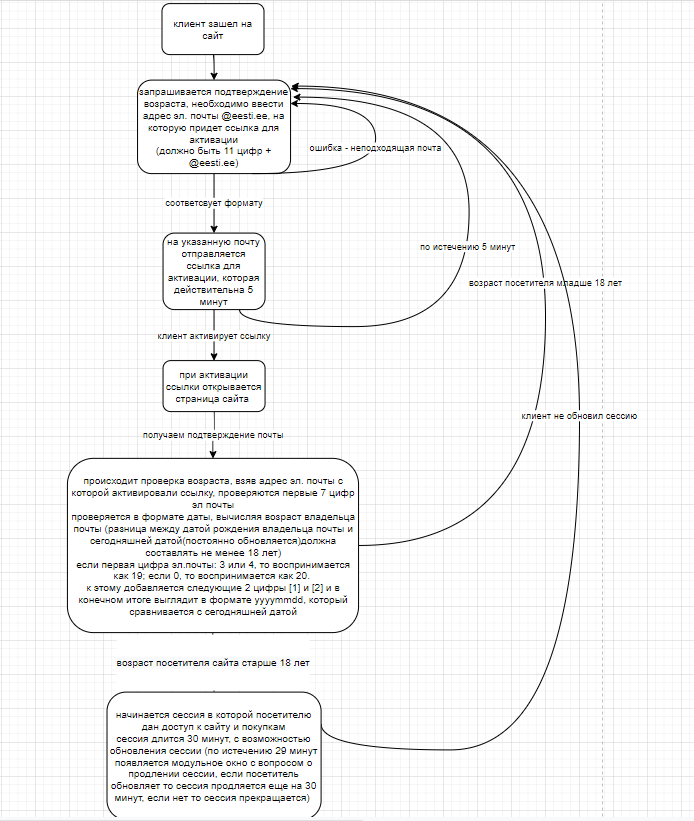 клиент зашел на
сайт
запрашивается подтверждение
возраста, необходимо ввести
адрес эл. почты @eesti.ee, на
которую придет ссылка для
активации
(должно быть 11 цифр +
@eesti.ee)
ошибка - неподходящая почта
соответсвует формату
на указанную почту
отправляется
ссылка для
активации, которая
действительна 5
минут
по истечению 5 минут
возраст посетителя младше 18 лет
клиент активирует ссылку
при активации
ссылки открывается
страница сайта
клиент не обновил сессию
получаем подтверждение почты
происходит проверка возраста, взяв адрес эл. почты с
которой активировали ссылку, проверяются первые 7 цифр
эл почты
проверяется в формате даты, вычисляя возраст владельца
почты (разница между датой рождения владельца почты и
сегодняшней датой(постоянно обновляется)должна
составлять не менее 18 лет)
если первая цифра эл.почты: 3 или 4, то воспринимается
как 19; если 0, то воспринимается как 20.
к этому добавляется следующие 2 цифры [1] и [2] и в
конечном итоге выглядит в формате yyyymmdd, который
сравнивается с сегодняшней датой
возраст посетителя сайта старше 18 лет
начинается сессия в которой посетителю
дан доступ к сайту и покупкам
сессия длится 30 минут, с возможностью
обновления сессии (по истечению 29 минут
появляется модульное окно с вопросом о
продлении сессии, если посетитель
обновляет то сессия продляется еще на 30
минут, если нет то сессия прекращается)